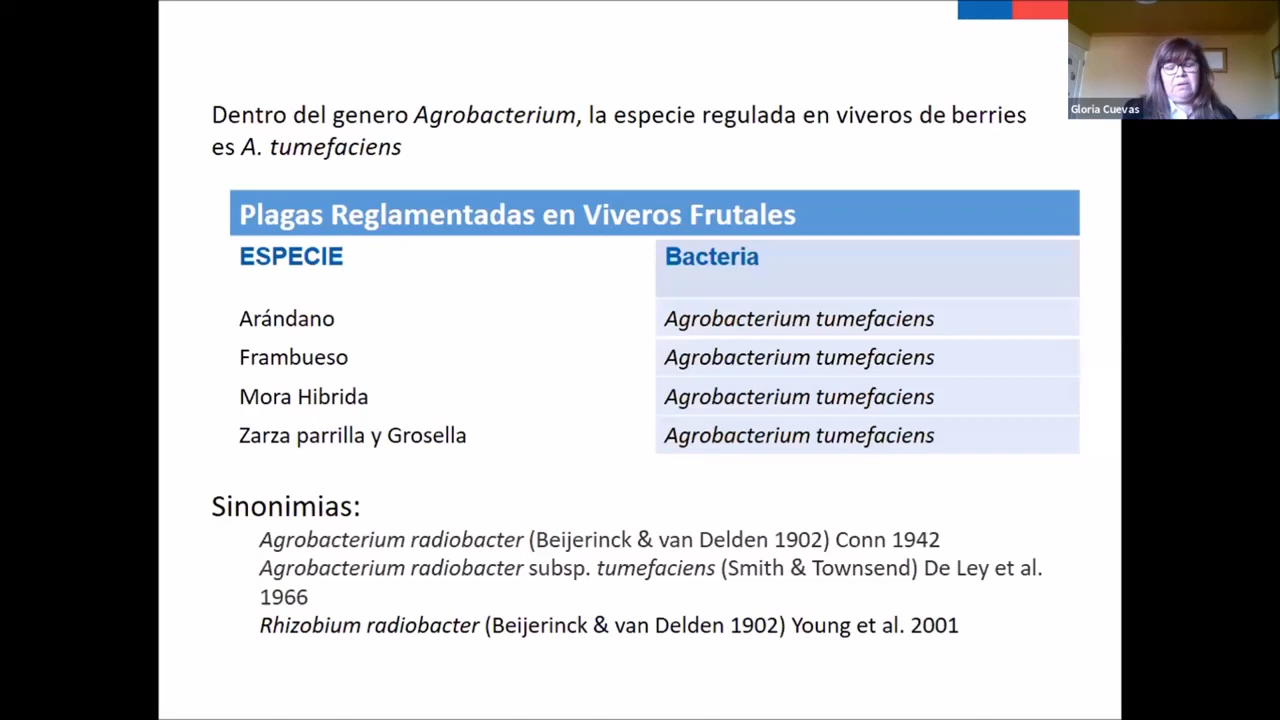 Gloria Cuevas
Dentro del genero Agrobacterium, la especie regulada en viveros de berries
es A. tumefaciens
Plagas Reglamentadas en Viveros Frutales
ESPECIE Bacteria
Arándano Agrobacterium tumefaciens
Frambueso Agrobacterium tumefaciens
Mora Hibrida Agrobacterium tumefaciens
Zarza parrilla y Grosella Agrobacterium tumefaciens
Sinonimias:
Agrobacterium radiobacter (Beijerinck & van Delden 1902) Conn 1942
Agrobacterium radiobacter subsp. tumefaciens (Smith & Townsend) De Ley et al.
1966
Rhizobium radiobacter (Beijerinck & van Delden 1902) Young et al. 2001